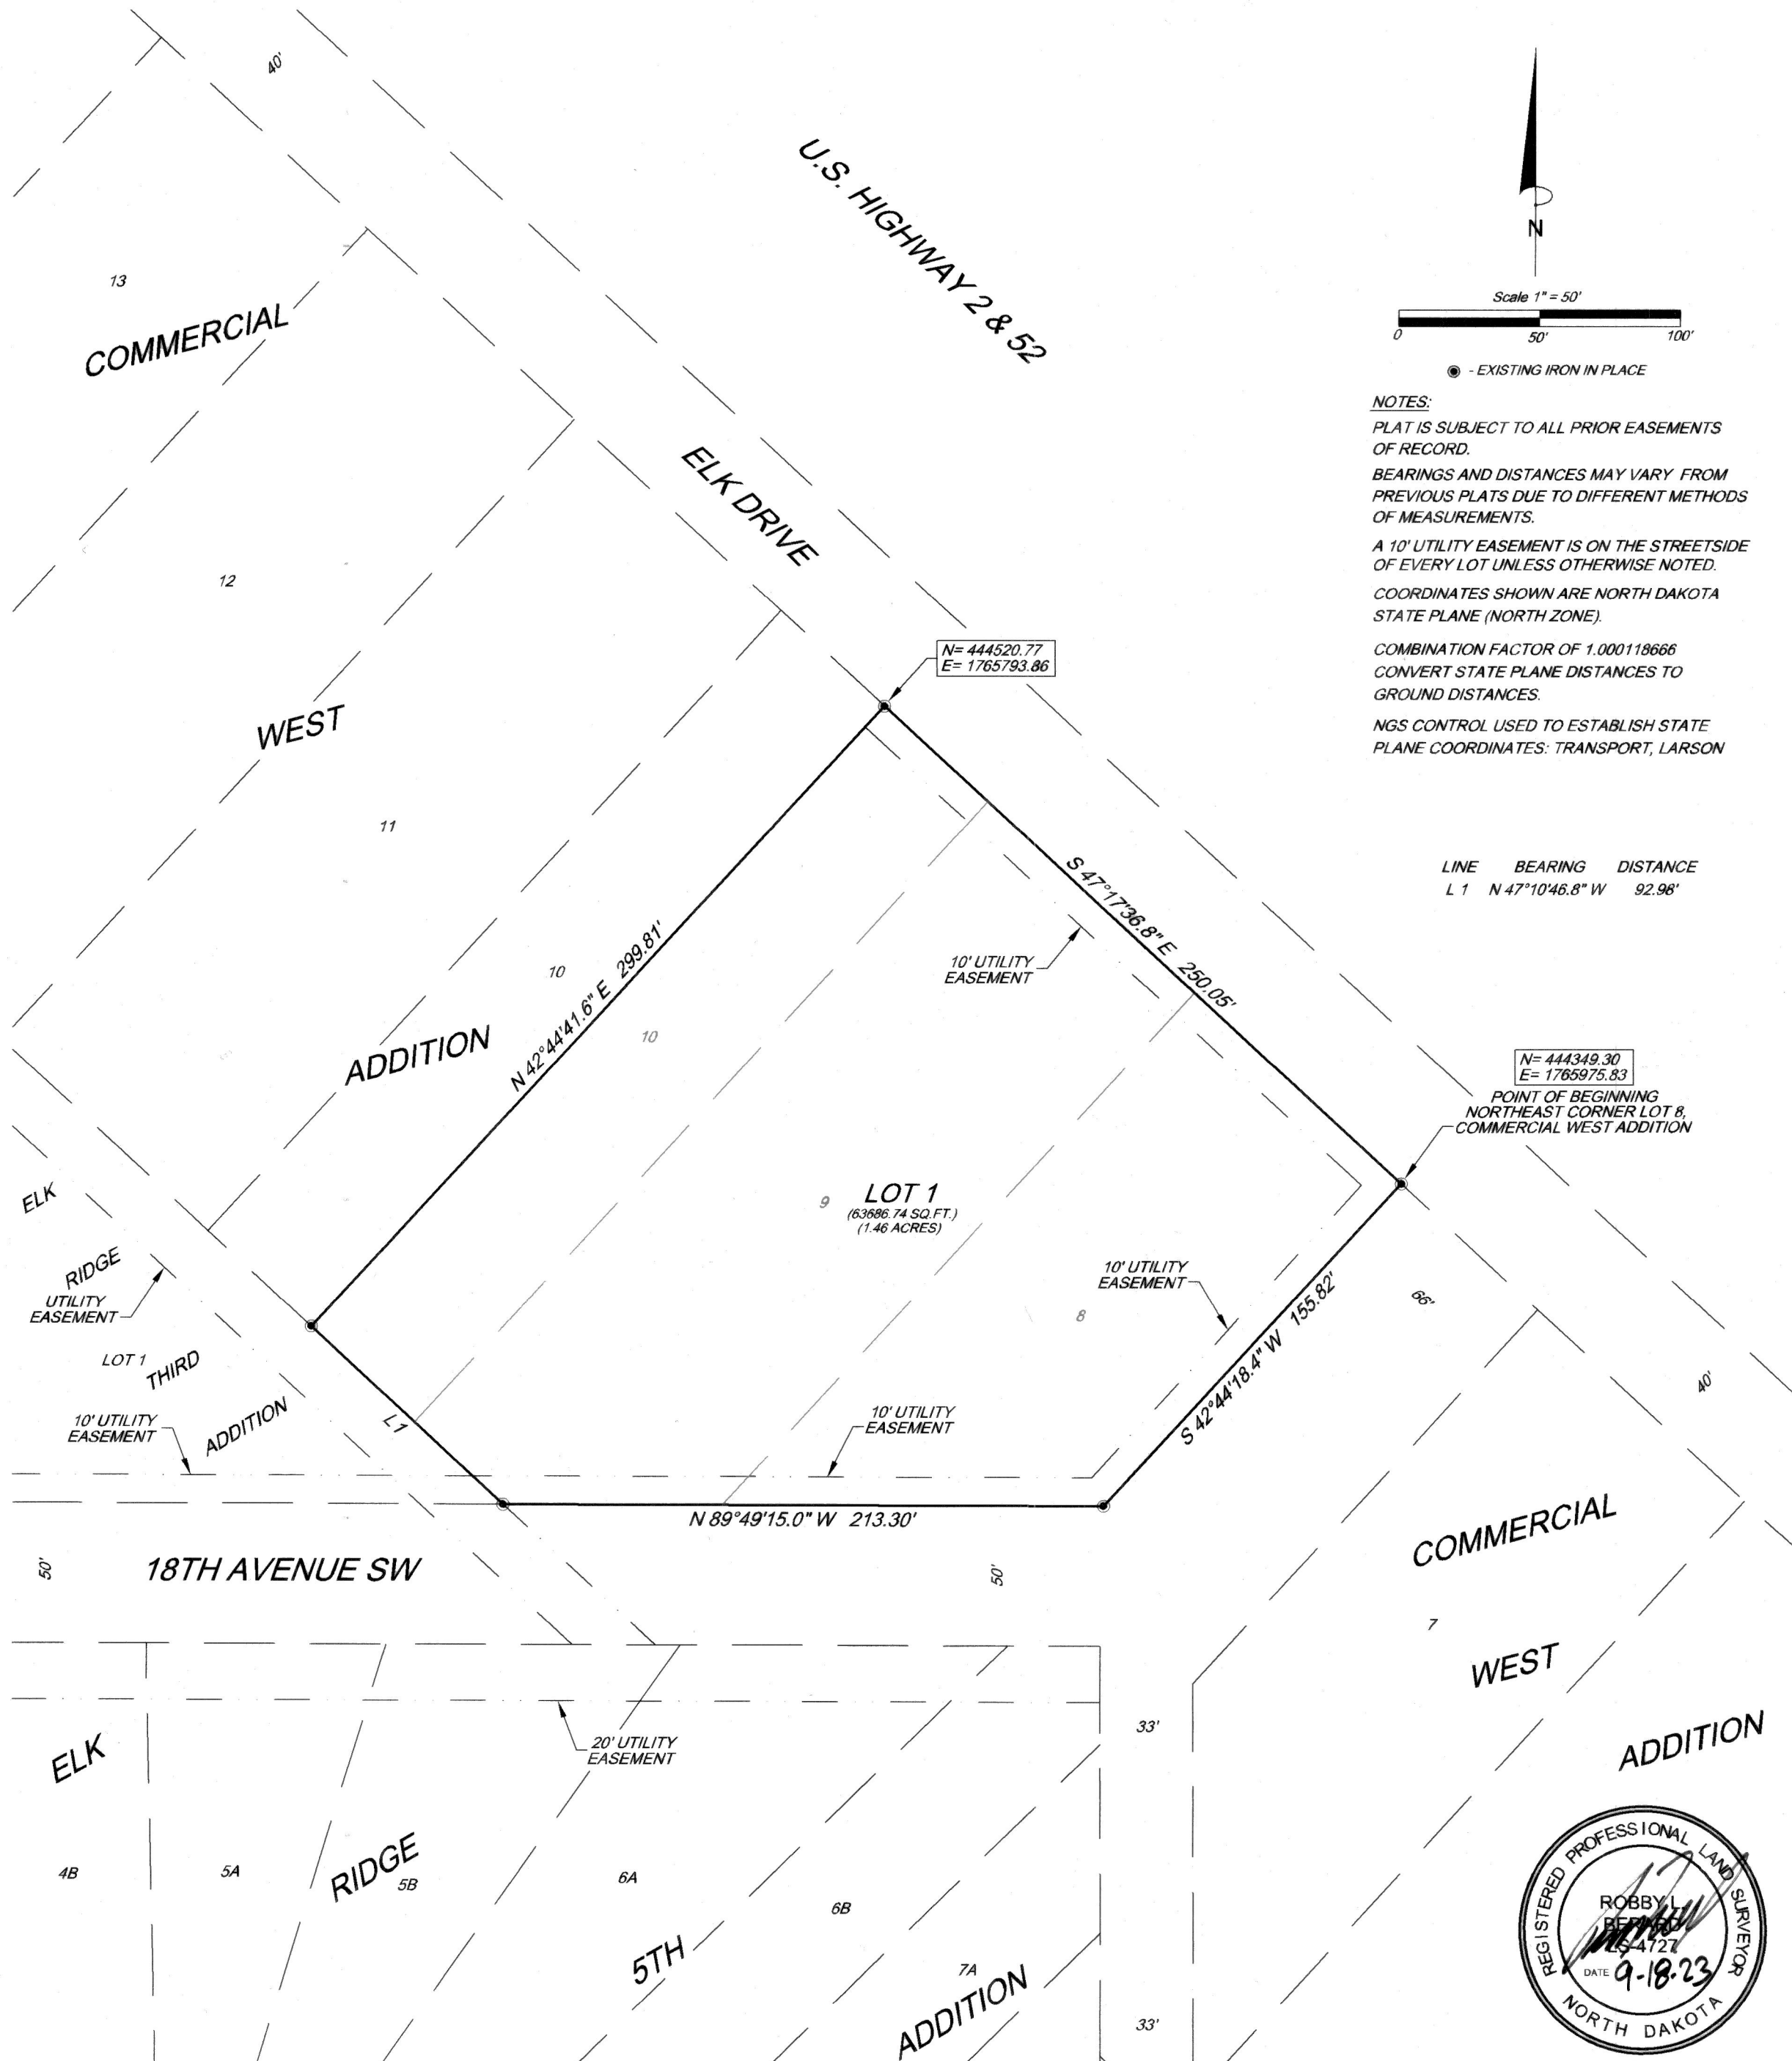 40'
U.S. HIGHWAY 2 & 52
N
Scale 1" = 50'
0 50' 100'
- EXISTING IRON IN PLACE
NOTES:
PLAT IS SUBJECT TO ALL PRIOR EASEMENTS
OF RECORD.
BEARINGS AND DISTANCES MAY VARY FROM
PREVIOUS PLATS DUE TO DIFFERENT METHODS
OF MEASUREMENTS.
A 10' UTILITY EASEMENT IS ON THE STREETSIDE
OF EVERY LOT UNLESS OTHERWISE NOTED.
COORDINATES SHOWN ARE NORTH DAKOTA
STATE PLANE (NORTH ZONE).
COMBINATION FACTOR OF 1.000118666
CONVERT STATE PLANE DISTANCES TO
GROUND DISTANCES.
NGS CONTROL USED TO ESTABLISH STATE
PLANE COORDINATES: TRANSPORT, LARSON
LINE BEARING DISTANCE
L 1 N 47°10'46.8" W 92.98'
13
COMMERCIAL
12
ELK DRIVE
N= 444520.77
E= 1765793.86
WEST
11
S 47°17'36.8" E 250.05'
10' UTILITY
EASEMENT
N 42°44'41.6" E 299.81'
10
10
ADDITION
N= 444349.30
E= 1765975.83
POINT OF BEGINNING
NORTHEAST CORNER LOT 8,
COMMERCIAL WEST ADDITION
9
LOT 1
(63686.74 SQ.FT.)
(1.46 ACRES)
ELK
RIDGE
UTILITY
EASEMENT
LOT 1
THIRD
ADDITION
10' UTILITY
EASEMENT
L1
10' UTILITY
EASEMENT
8
10' UTILITY
EASEMENT
S 42°44'18.4" W 155.82'
66'
40'
N 89°49'15.0" W 213.30'
50'
18TH AVENUE SW
50'
COMMERCIAL
7
WEST
ADDITION
20' UTILITY
EASEMENT
33'
ELK
4B
5A
RIDGE
5B
6A
6B
5TH
7A
ADDITION
33'
REGISTERED PROFESSIONAL LAND SURVEYOR
ROBBY L.
BERARD
LS-4727
DATE 9-18-23
NORTH DAKOTA